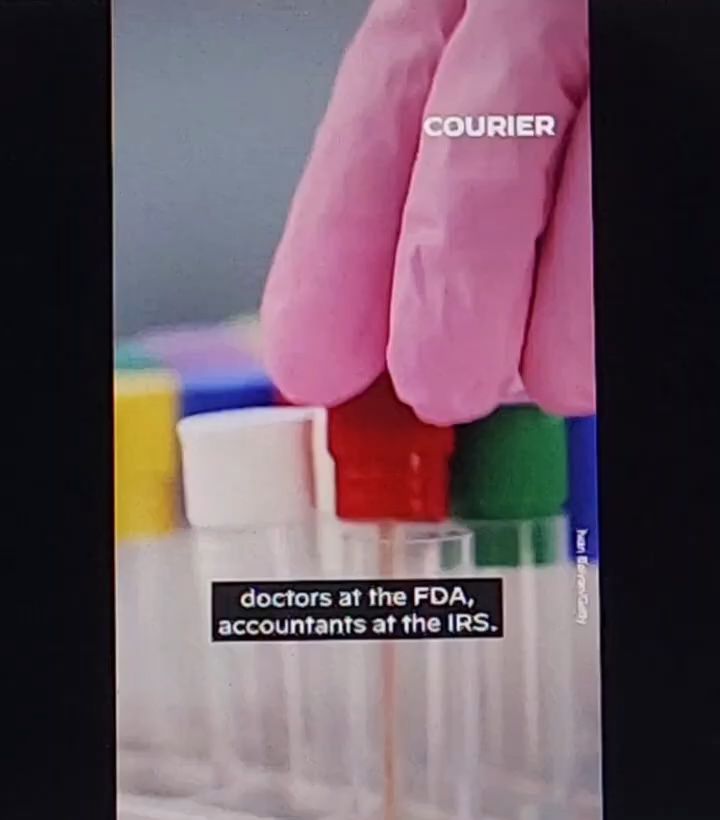 COURIER
doctors at the FDA,
accountants at the IRS.